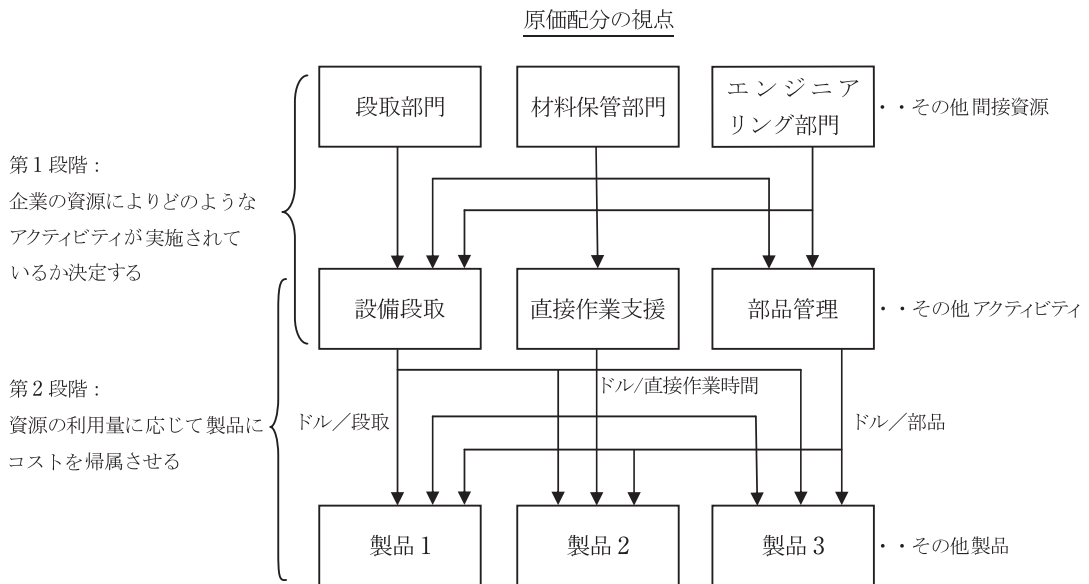 原価配分の視点
段取部門
材料保管部門
エンジニア
リング部門
・・その他間接資源
第1段階：
企業の資源によりどのような
アクティビティが実施されて
いるか決定する
設備段取
直接作業支援
部品管理
・・その他アクティビティ
第2段階：
資源の利用量に応じて製品に
コストを帰属させる
ドル／段取
ドル/直接作業時間
ドル／部品
製品1
製品2
製品3
・・その他製品